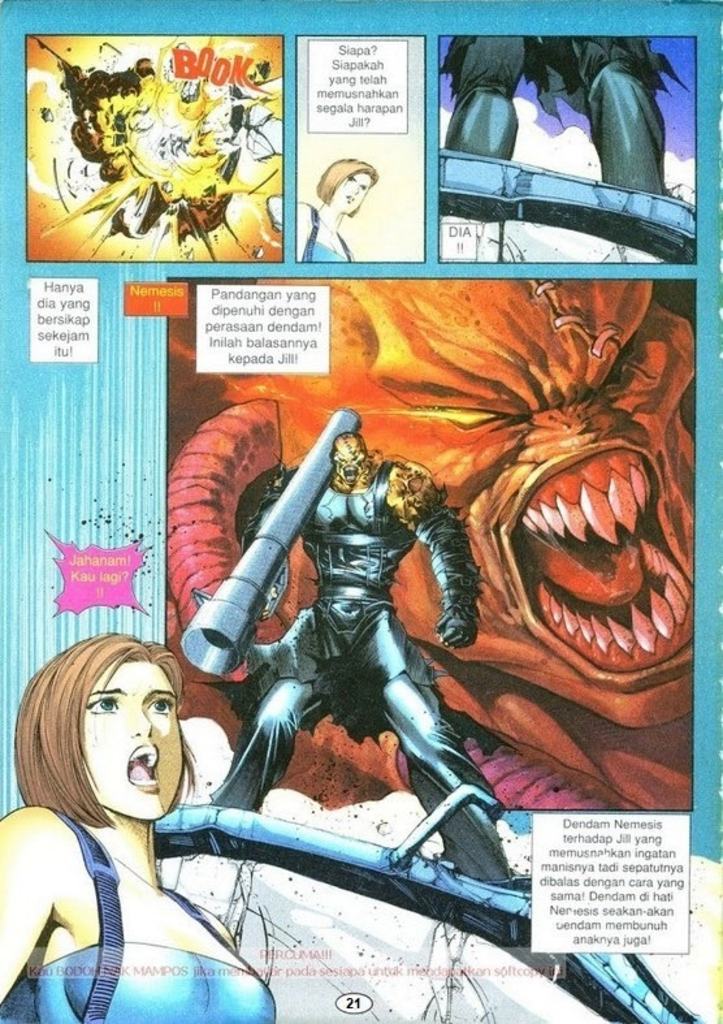 BOOM
Siapa?
Siapakah
yang telah
memusnahkan
segala harapan
Jill?
DIA
!!
Hanya
dia yang
bersikap
sekejam
itu!
Nemesis
!!
Pandangan yang
dipenuhi dengan
perasaan dendam!
Inilah balasannya
kepada Jill!
Jahanam!
Kau lagi?
!!
Dendam Nemesis
terhadap Jill yang
memusnahkan ingatan
manisnya tadi sepatutnya
dibalas dengan cara yang
sama! Dendam di hati
Nemesis seakan-akan
dendam membunuh
anaknya juga!
PERCUMA!!!
Kau BODOH NAK MAMPOS jika membayar pada sesiapa untuk mendapatkan softcopy ini
21